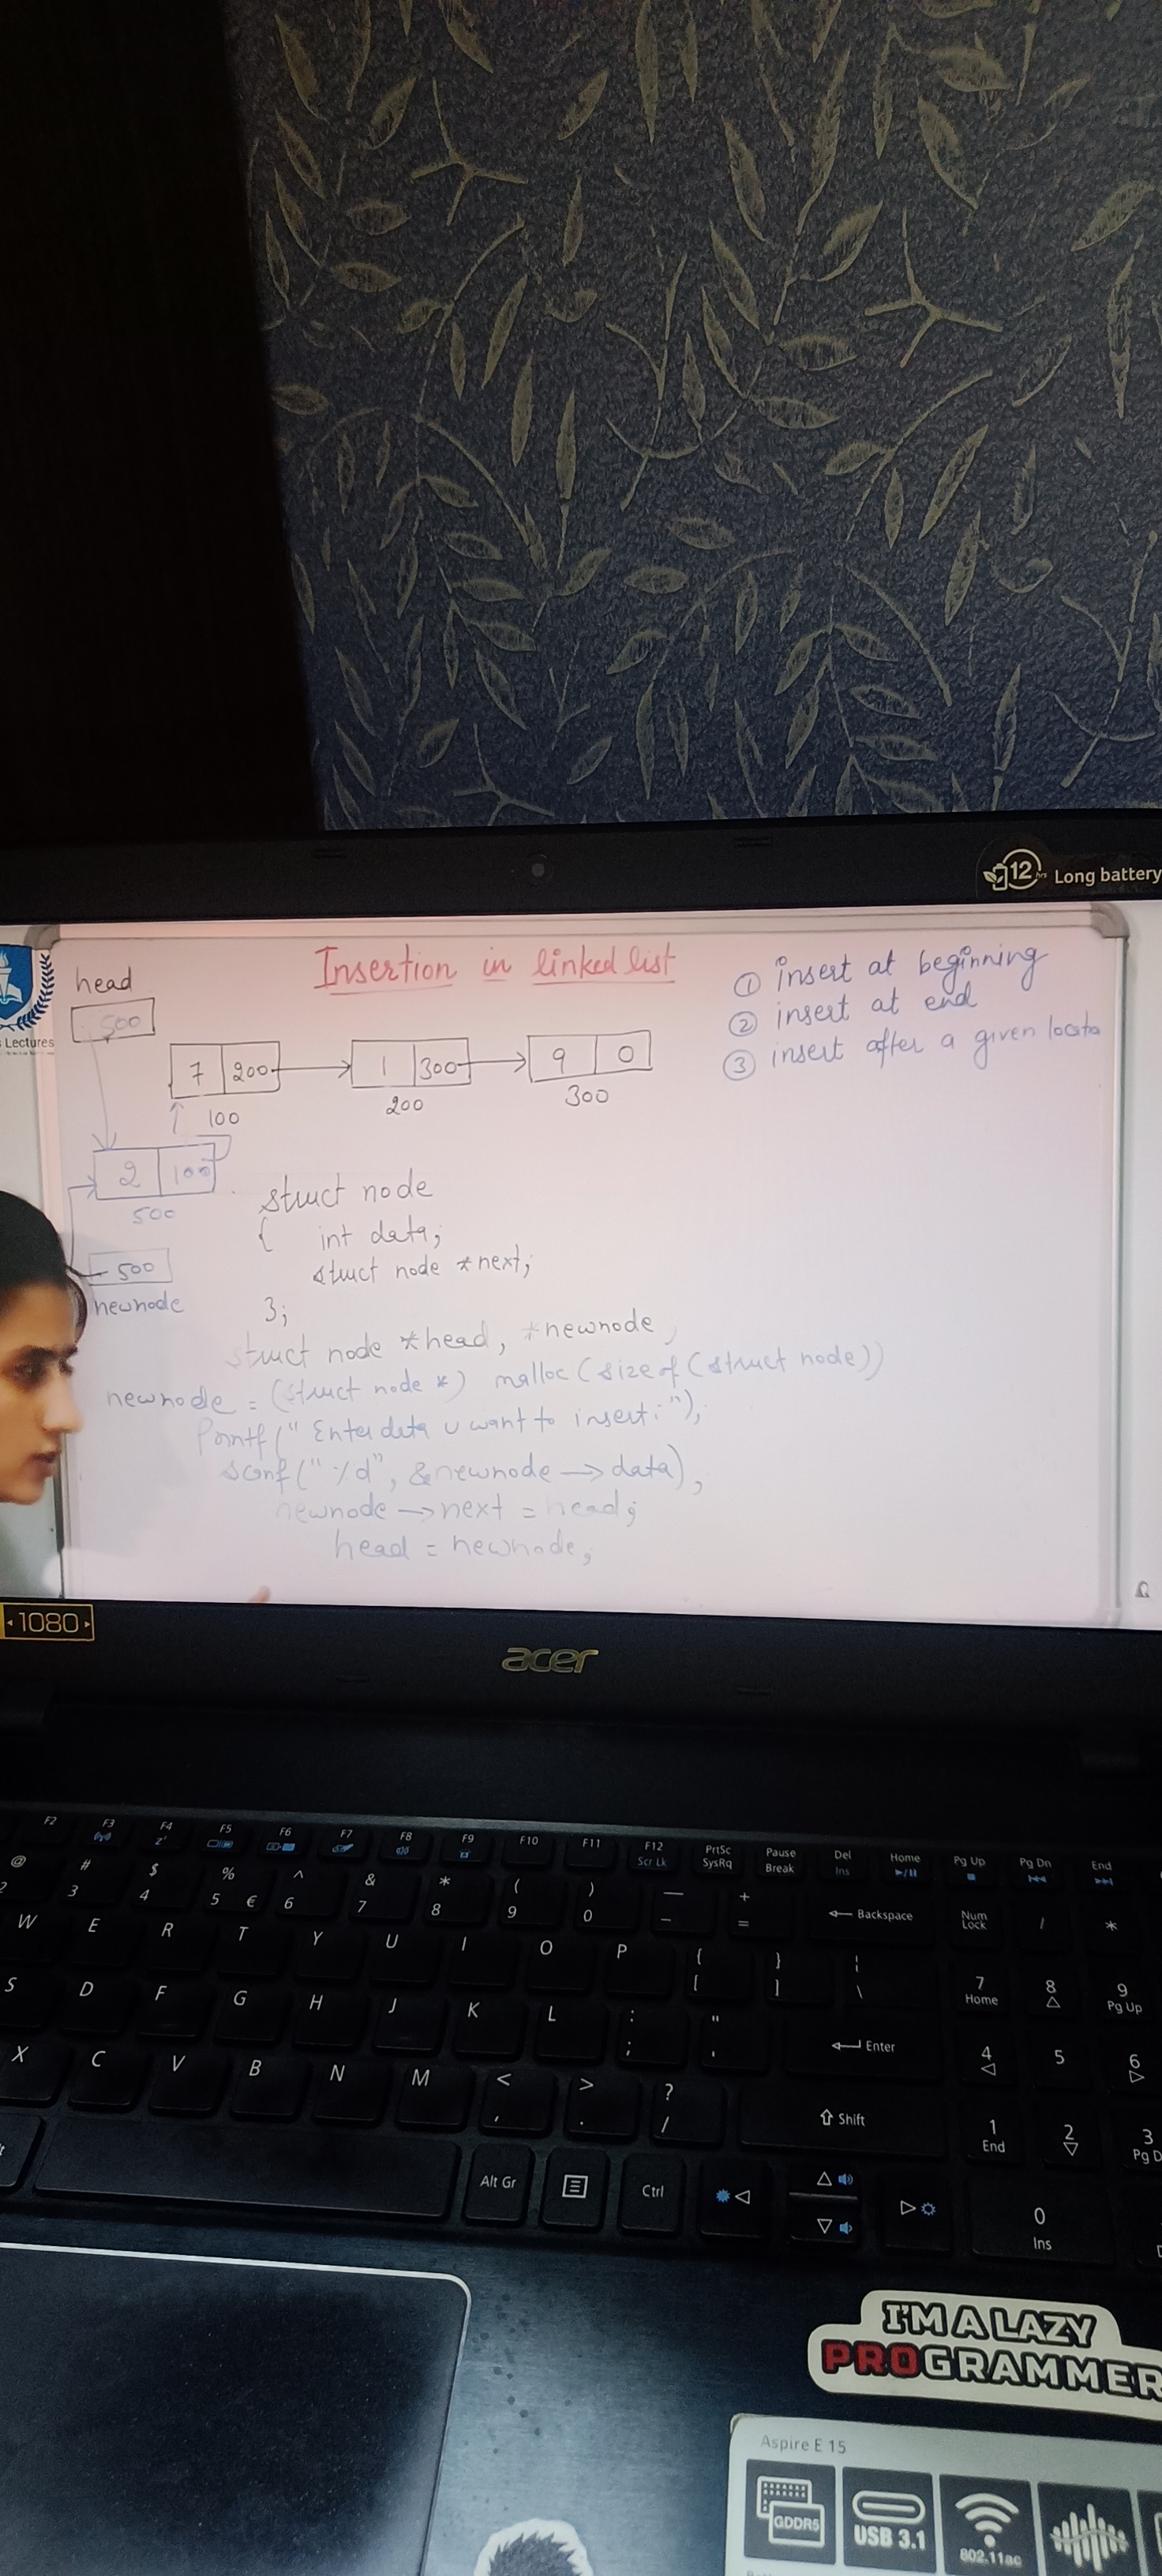 12 hrs Long battery
Insertion in linked list
head
500
Lectures
① insert at beginning
② insert at end
③ insert after a given locatio
7 200
1 300
9 0
100
200
300
2 100
500
500
newnode
struct node
{ int data;
struct node *next;
};
struct node *head, *newnode,
newnode = (struct node *) malloc (sizeof (struct node))
Printf (" Enter data u want to insert: ");
scanf (" %d", &newnode → data),
newnode → next = head;
head = newnode;
1080
acer
F2 F3 F4 F5 F6 F7 F8 F9 F10 F11 F12 PrtSc Pause Del Home Pg Up Pg Dn End
Scr Lk SysRq Break Ins
@ # $ % ^ & * ( ) — +
2 3 4 5 € 6 7 8 9 0 - = Backspace Num Lock / *
W E R T Y U I O P { } ¦
[ ] \ 7 Home 8 9 Pg Up
S D F G H J K L : "
; ' Enter 4 5 6
X C V B N M < > ?
, . / Shift 1 End 2 3 Pg D
Alt Gr Ctrl 0 Ins
I'M A LAZY
PROGRAMMER
Aspire E 15
GDDR5 USB 3.1 802.11ac